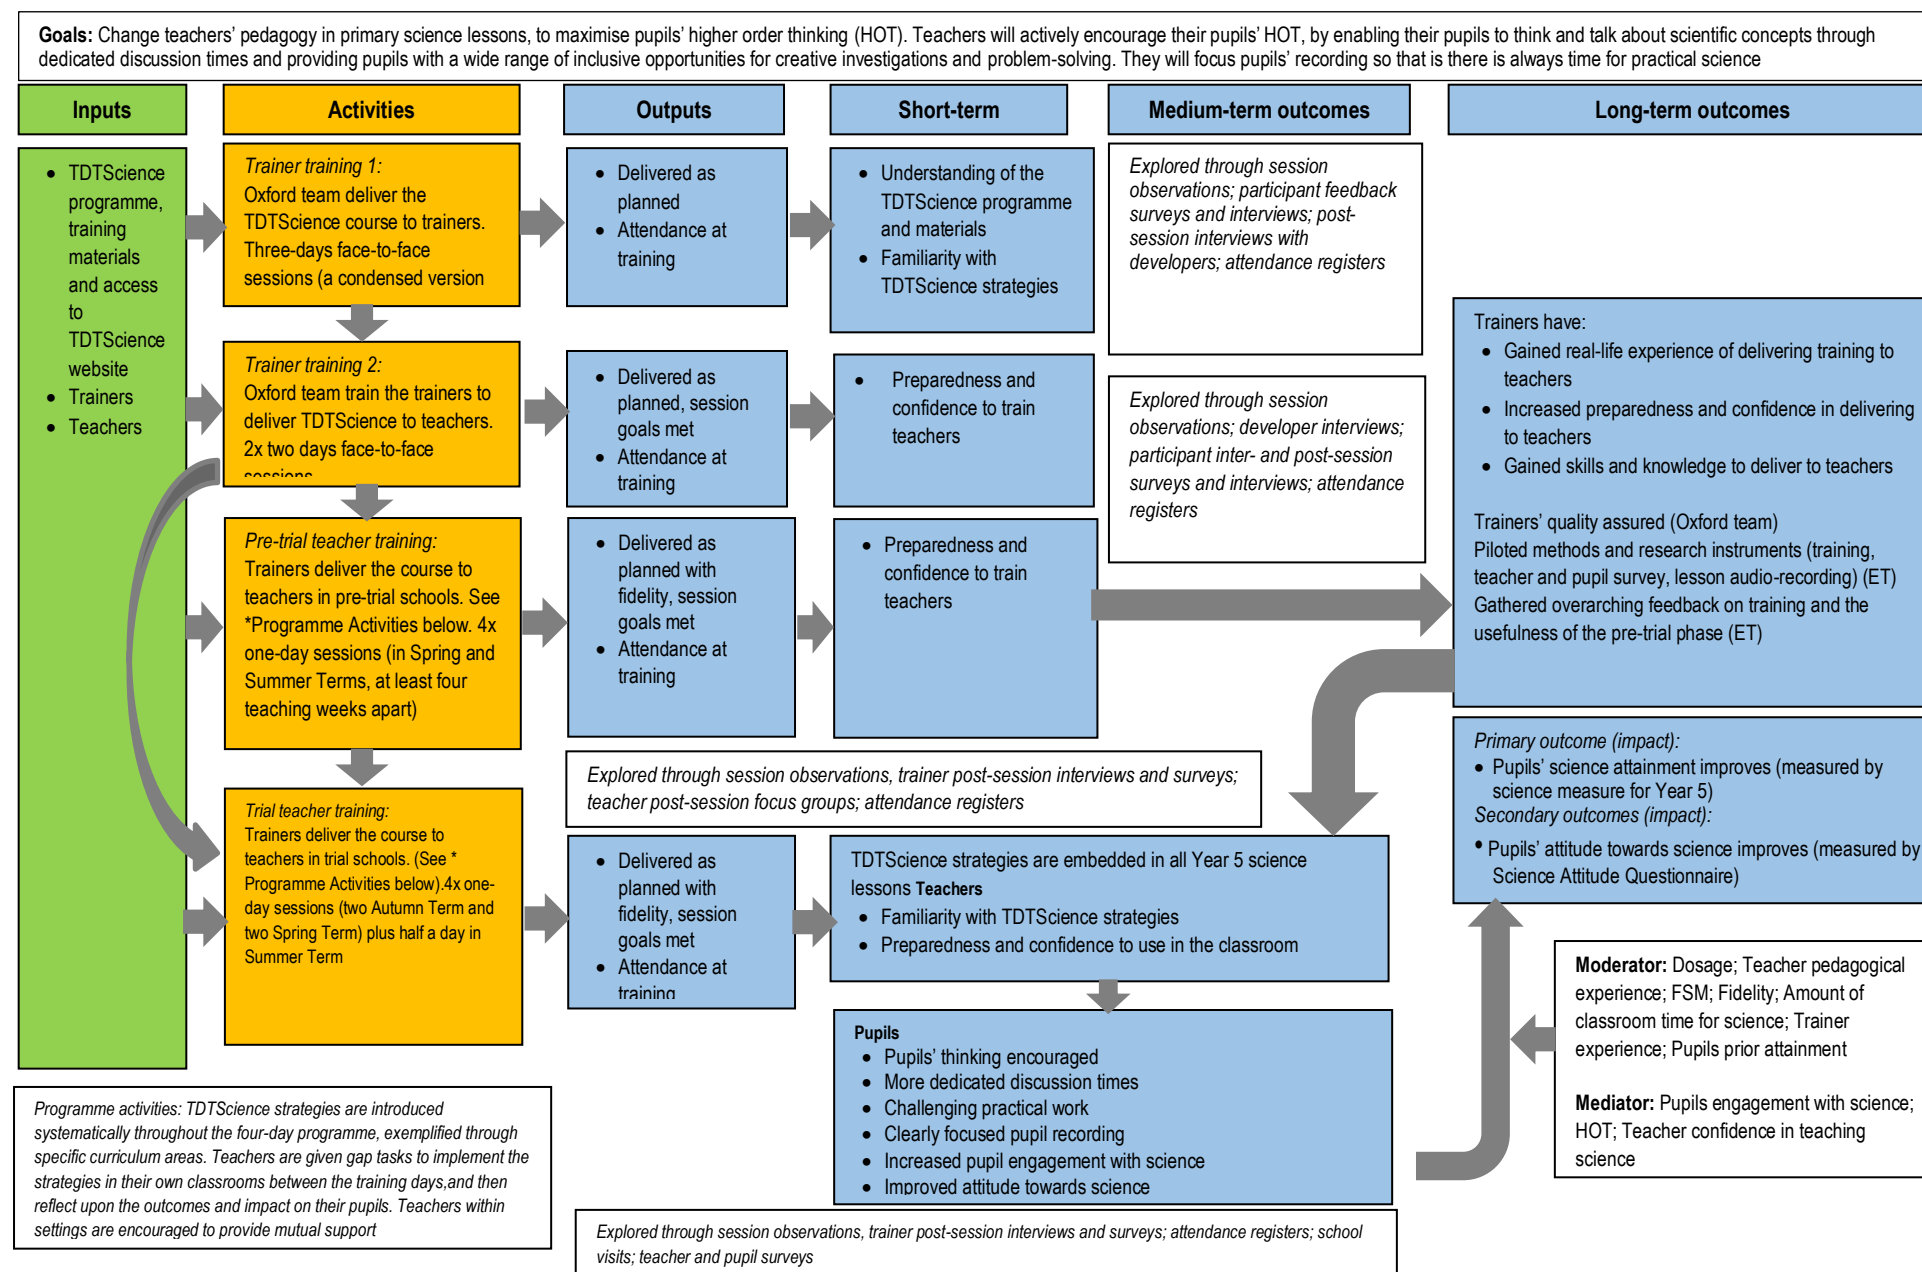 Goals: Change teachers' pedagogy in primary science lessons, to maximise pupils' higher order thinking (HOT). Teachers will actively encourage their pupils' HOT, by enabling their pupils to think and talk about scientific concepts through
dedicated discussion times and providing pupils with a wide range of inclusive opportunities for creative investigations and problem-solving. They will focus pupils' recording so that is there is always time for practical science
Inputs
Activities
Outputs
Short-term
Medium-term outcomes
Long-term outcomes
• TDTScience
programme,
training
materials
and access
to
TDTScience
website
• Trainers
• Teachers
Trainer training 1:
Oxford team deliver the
TDTScience course to trainers.
Three-days face-to-face
sessions (a condensed version
• Delivered as
planned
• Attendance at
training
• Understanding of the
TDTScience programme
and materials
• Familiarity with
TDTScience strategies
Explored through session
observations; participant feedback
surveys and interviews; post-
session interviews with
developers; attendance registers
Trainer training 2:
Oxford team train the trainers to
deliver TDTScience to teachers.
2x two days face-to-face
sessions
• Delivered as
planned, session
goals met
• Attendance at
training
• Preparedness and
confidence to train
teachers
Explored through session
observations; developer interviews;
participant inter- and post-session
surveys and interviews; attendance
registers
Trainers have:
• Gained real-life experience of delivering training to
teachers
• Increased preparedness and confidence in delivering
to teachers
• Gained skills and knowledge to deliver to teachers
Trainers' quality assured (Oxford team)
Piloted methods and research instruments (training,
teacher and pupil survey, lesson audio-recording) (ET)
Gathered overarching feedback on training and the
usefulness of the pre-trial phase (ET)
Pre-trial teacher training:
Trainers deliver the course to
teachers in pre-trial schools. See
*Programme Activities below. 4x
one-day sessions (in Spring and
Summer Terms, at least four
teaching weeks apart)
• Delivered as
planned with
fidelity, session
goals met
• Attendance at
training
• Preparedness and
confidence to train
teachers
Explored through session observations, trainer post-session interviews and surveys;
teacher post-session focus groups; attendance registers
Primary outcome (impact):
• Pupils' science attainment improves (measured by
science measure for Year 5)
Secondary outcomes (impact):
• Pupils' attitude towards science improves (measured by
Science Attitude Questionnaire)
Trial teacher training:
Trainers deliver the course to
teachers in trial schools. (See *
Programme Activities below).4x one-
day sessions (two Autumn Term and
two Spring Term) plus half a day in
Summer Term
• Delivered as
planned with
fidelity, session
goals met
• Attendance at
training
TDTScience strategies are embedded in all Year 5 science
lessons Teachers
• Familiarity with TDTScience strategies
• Preparedness and confidence to use in the classroom
Pupils
• Pupils' thinking encouraged
• More dedicated discussion times
• Challenging practical work
• Clearly focused pupil recording
• Increased pupil engagement with science
• Improved attitude towards science
Moderator: Dosage; Teacher pedagogical
experience; FSM; Fidelity; Amount of
classroom time for science; Trainer
experience; Pupils prior attainment
Mediator: Pupils engagement with science;
HOT; Teacher confidence in teaching
science
Programme activities: TDTScience strategies are introduced
systematically throughout the four-day programme, exemplified through
specific curriculum areas. Teachers are given gap tasks to implement the
strategies in their own classrooms between the training days,and then
reflect upon the outcomes and impact on their pupils. Teachers within
settings are encouraged to provide mutual support
Explored through session observations, trainer post-session interviews and surveys; attendance registers; school
visits; teacher and pupil surveys